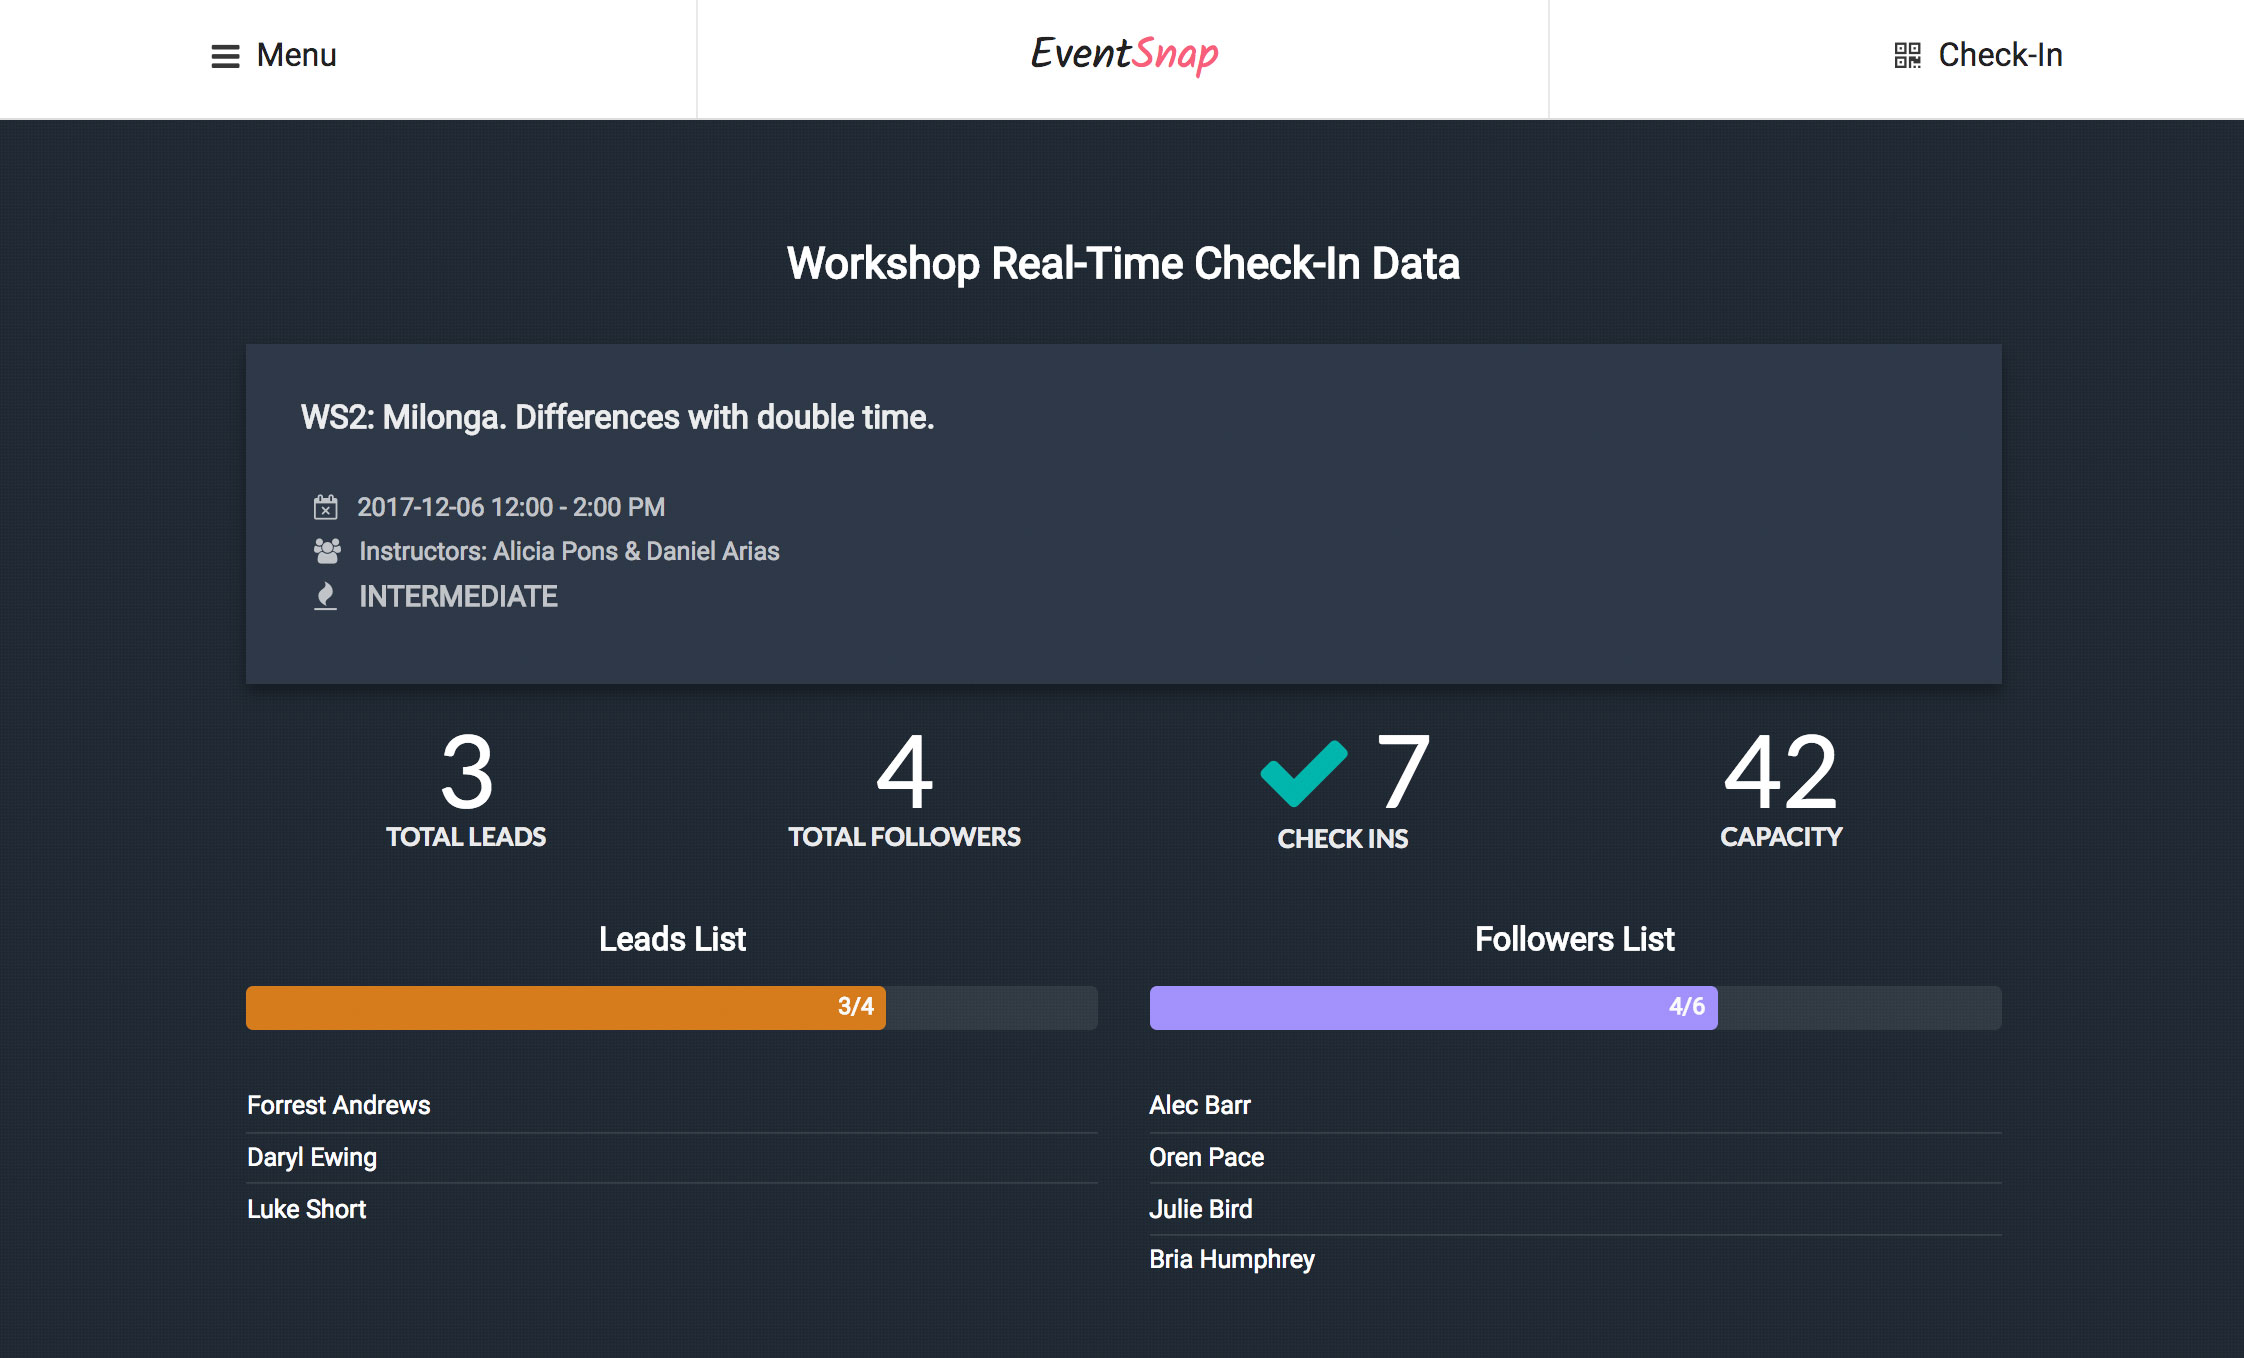 Menu
EventSnap
Check-In
Workshop Real-Time Check-In Data
WS2: Milonga. Differences with double time.
2017-12-06 12:00 - 2:00 PM
Instructors: Alicia Pons & Daniel Arias
INTERMEDIATE
3
TOTAL LEADS
4
TOTAL FOLLOWERS
7
CHECK INS
42
CAPACITY
Leads List
3/4
Forrest Andrews
Daryl Ewing
Luke Short
Followers List
4/6
Alec Barr
Oren Pace
Julie Bird
Bria Humphrey